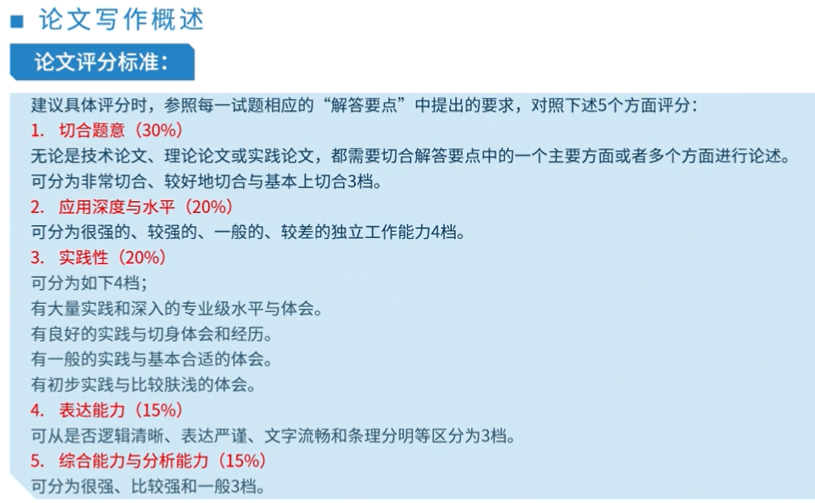 论文写作概述
论文评分标准：
建议具体评分时，参照每一试题相应的“解答要点”中提出的要求，对照下述5个方面评分：
1. 切合题意（30%）
无论是技术论文、理论论文或实践论文，都需要切合解答要点中的一个主要方面或者多个方面进行论述。
可分为非常切合、较好地切合与基本上切合3档。
2. 应用深度与水平（20%）
可分为很强的、较强的、一般的、较差的独立工作能力4档。
3. 实践性（20%）
可分为如下4档；
有大量实践和深入的专业级水平与体会。
有良好的实践与切身体会和经历。
有一般的实践与基本合适的体会。
有初步实践与比较肤浅的体会。
4. 表达能力（15%）
可从是否逻辑清晰、表达严谨、文字流畅和条理分明等区分为3档。
5. 综合能力与分析能力（15%）
可分为很强、比较强和一般3档。